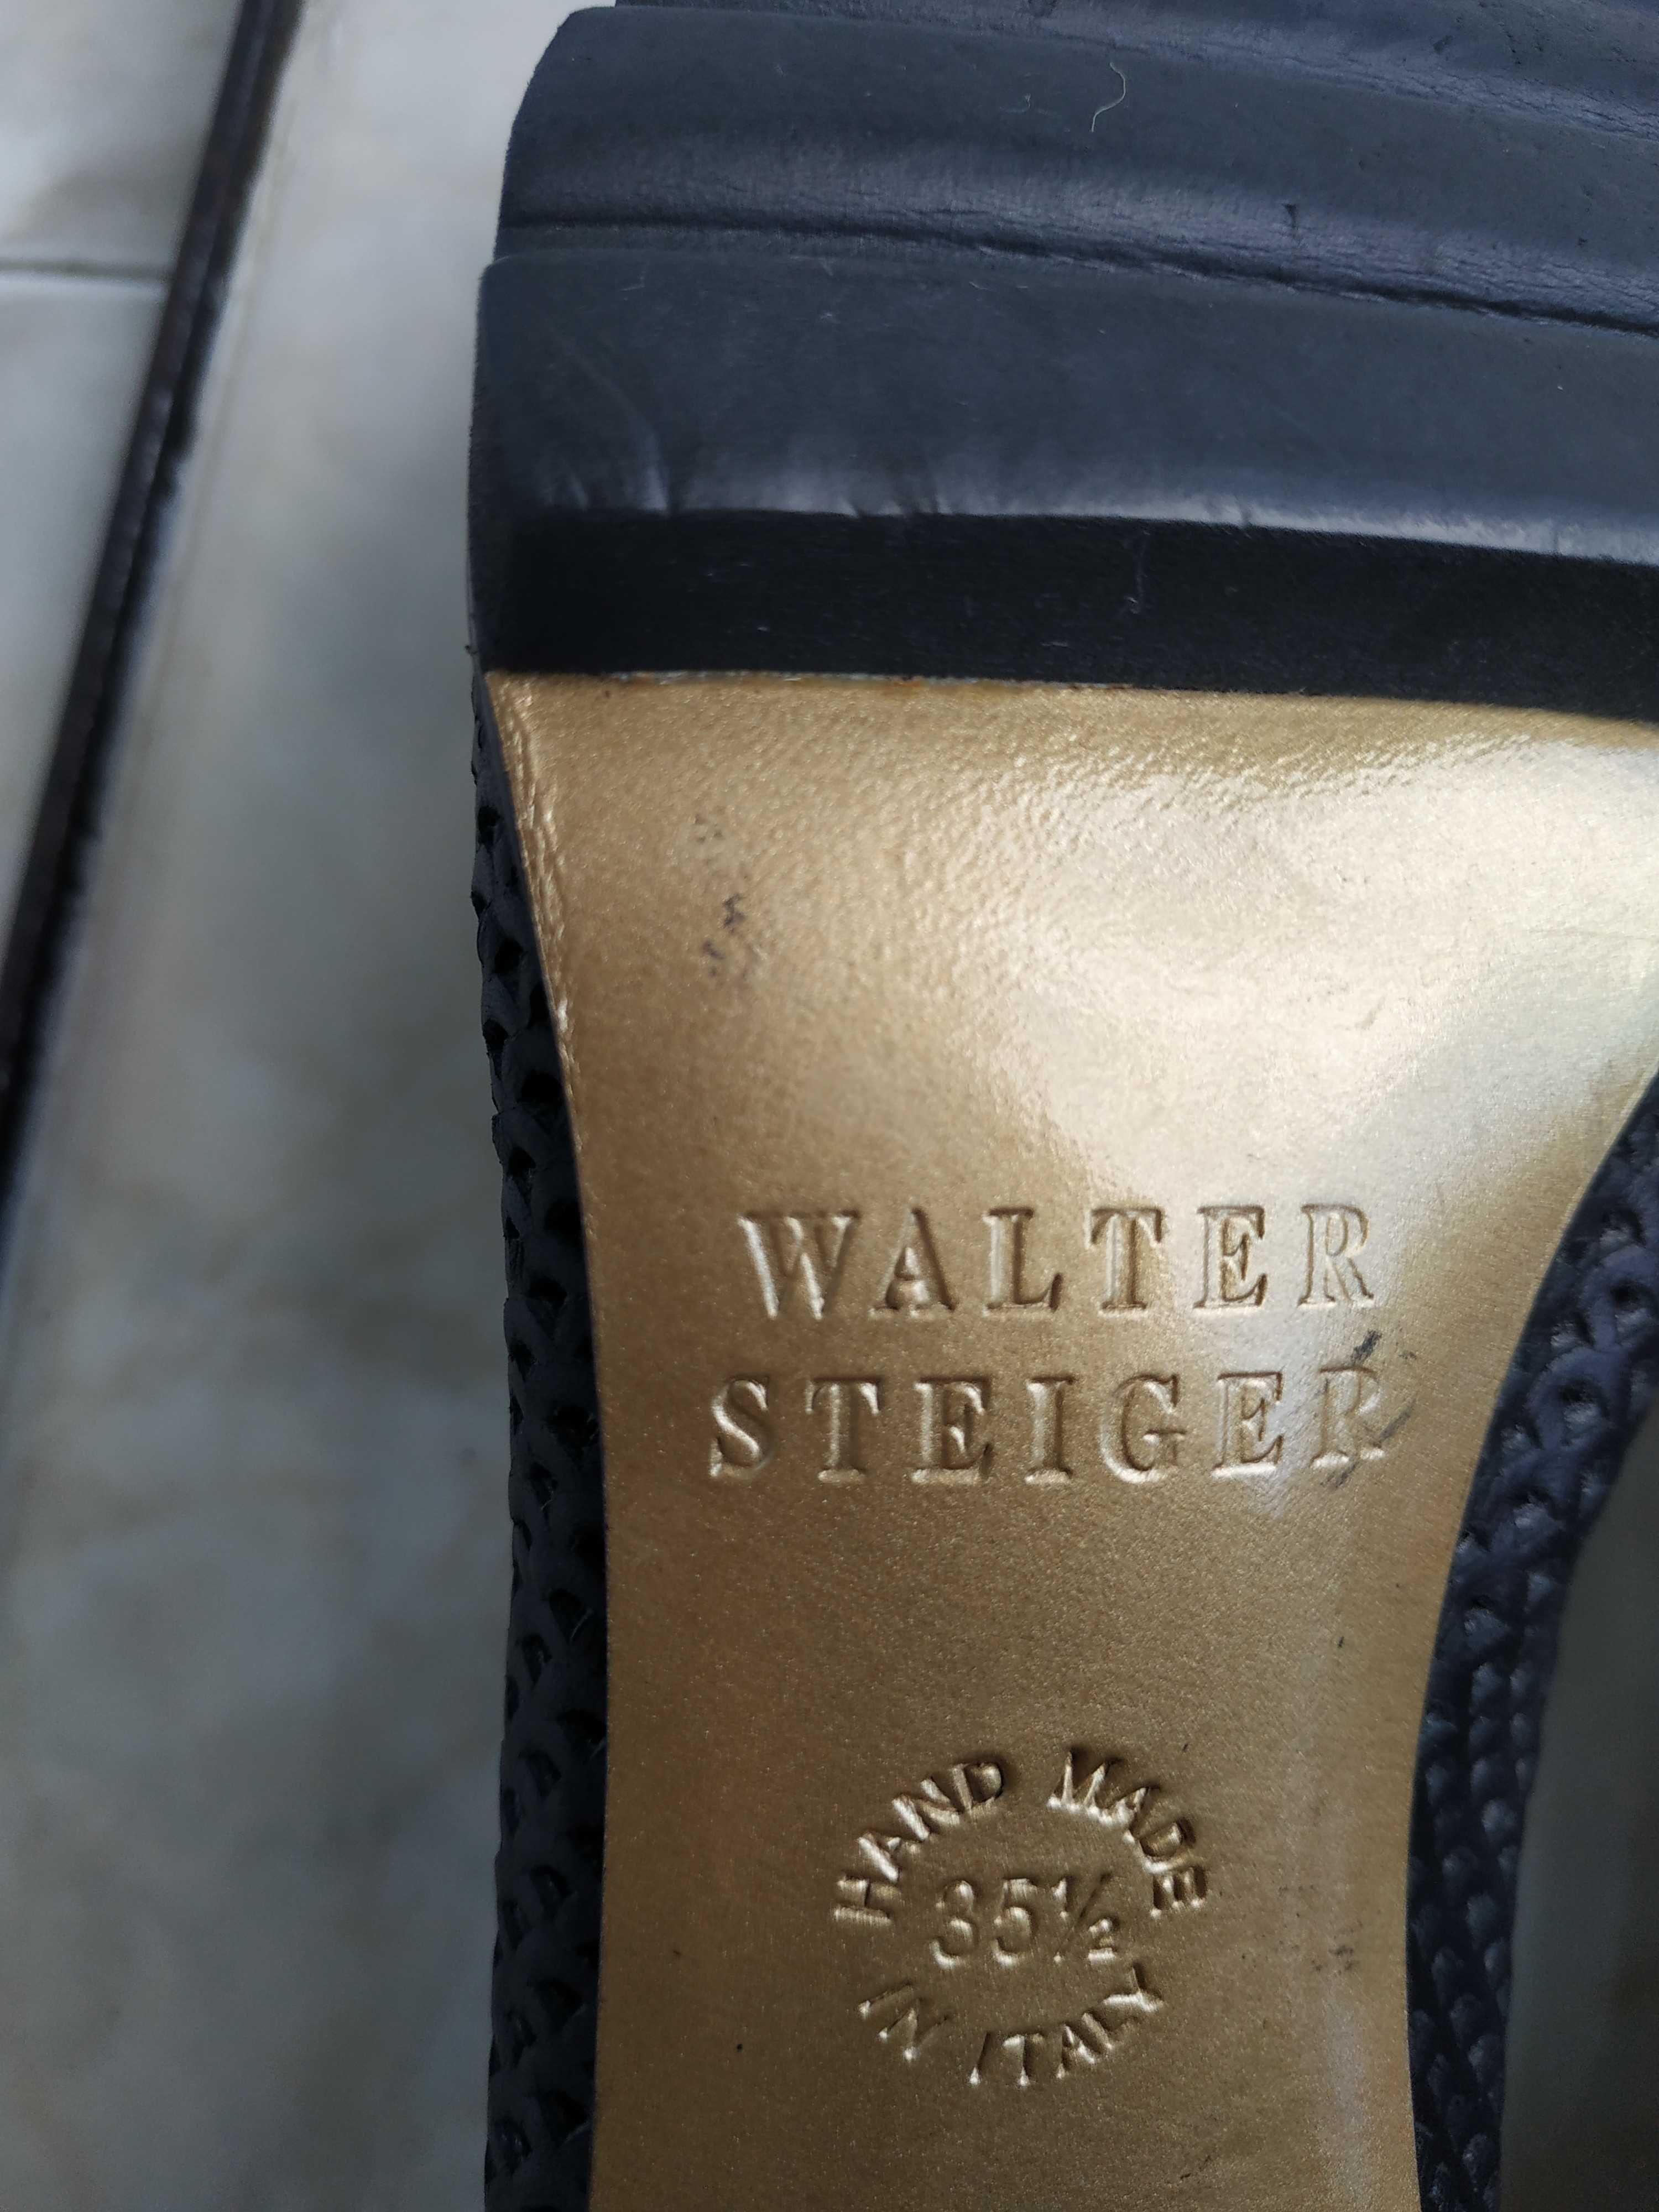 WALTER
STEIGER
HAND MADE
35½
IN ITALY